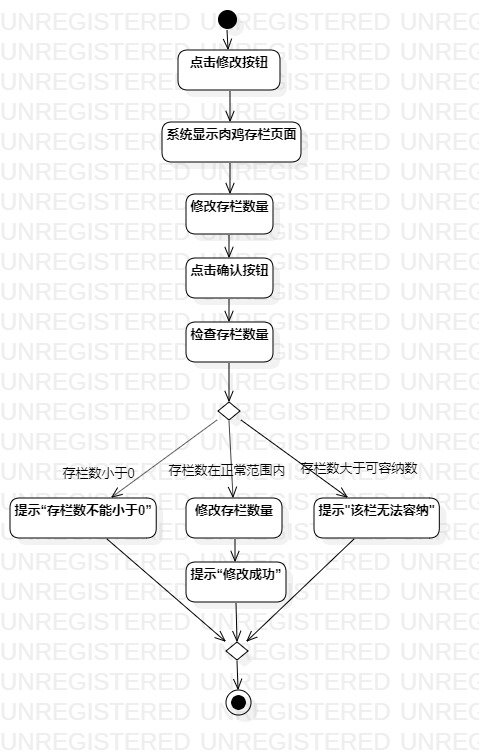 点击修改按钮
系统显示肉鸡存栏页面
修改存栏数量
点击确认按钮
检查存栏数量
存栏数小于0
存栏数在正常范围内
存栏数大于可容纳数
提示“存栏数不能小于0”
修改存栏数量
提示"该栏无法容纳"
提示“修改成功”
UNREGISTERED